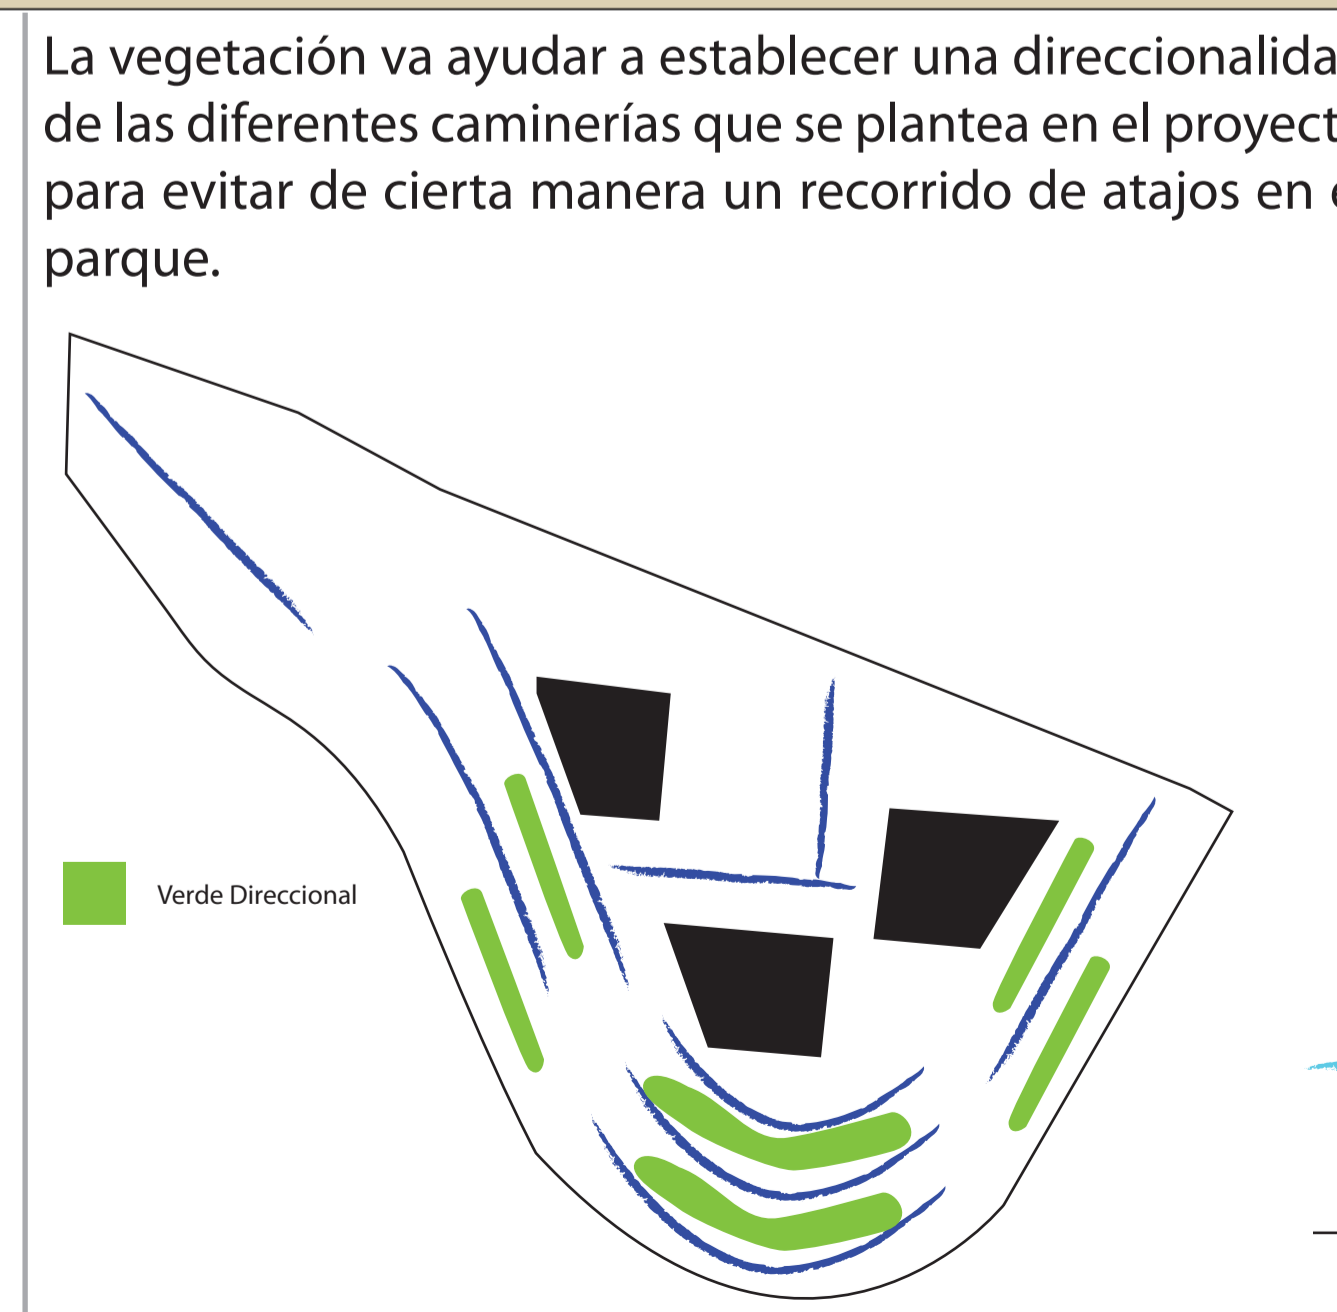 La vegetación va ayudar a establecer una direccionalida
de las diferentes caminerías que se plantea en el proyect
para evitar de cierta manera un recorrido de atajos en e
parque.
Verde Direccional